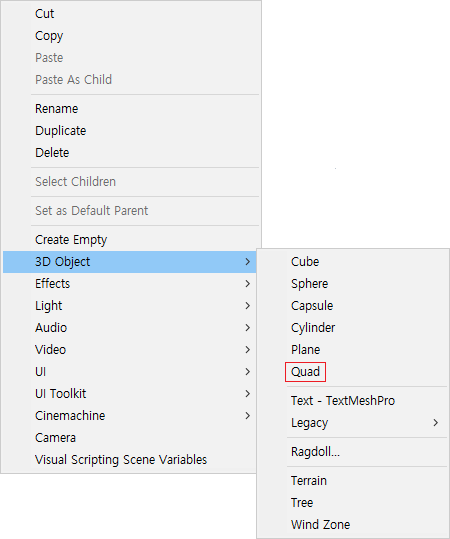 Cut
Copy
Paste
Paste As Child
Rename
Duplicate
Delete
Select Children
Set as Default Parent
Create Empty
3D Object
Effects
Light
Audio
Video
UI
UI Toolkit
Cinemachine
Camera
Visual Scripting Scene Variables
Cube
Sphere
Capsule
Cylinder
Plane
Quad
Text - TextMeshPro
Legacy
Ragdoll...
Terrain
Tree
Wind Zone